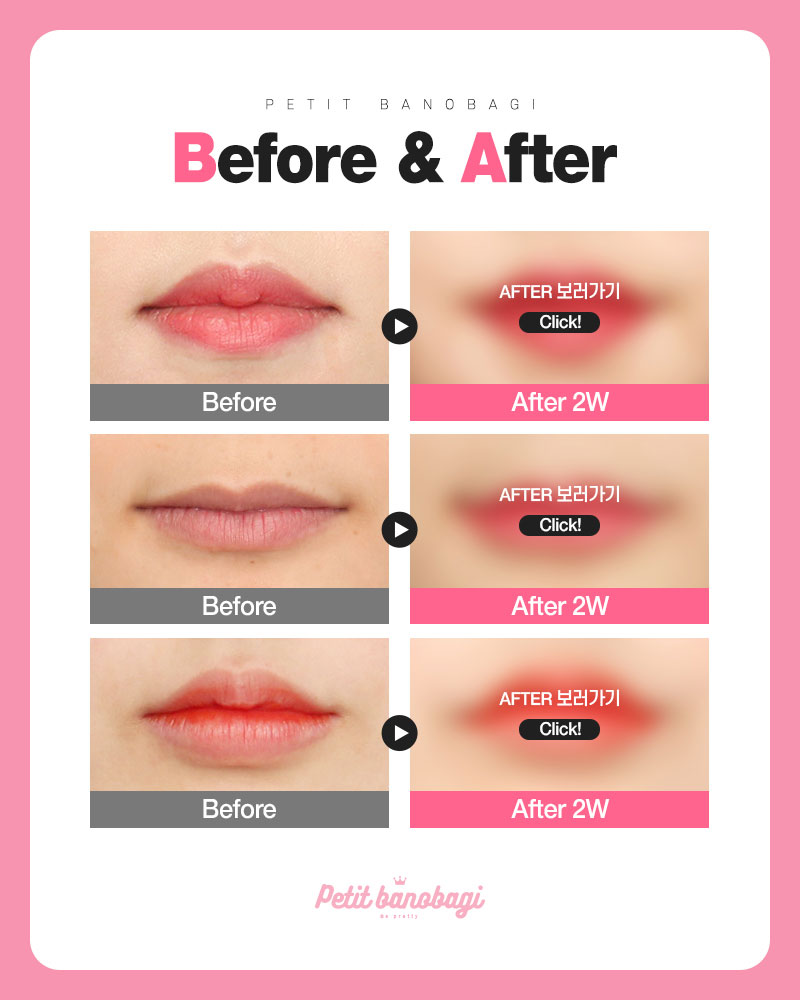 PETIT BANOBAGI
Before & After
AFTER 보러가기
Click!
Before
After 2W
AFTER 보러가기
Click!
Before
After 2W
AFTER 보러가기
Click!
Before
After 2W
Petit banobagi
Be pretty